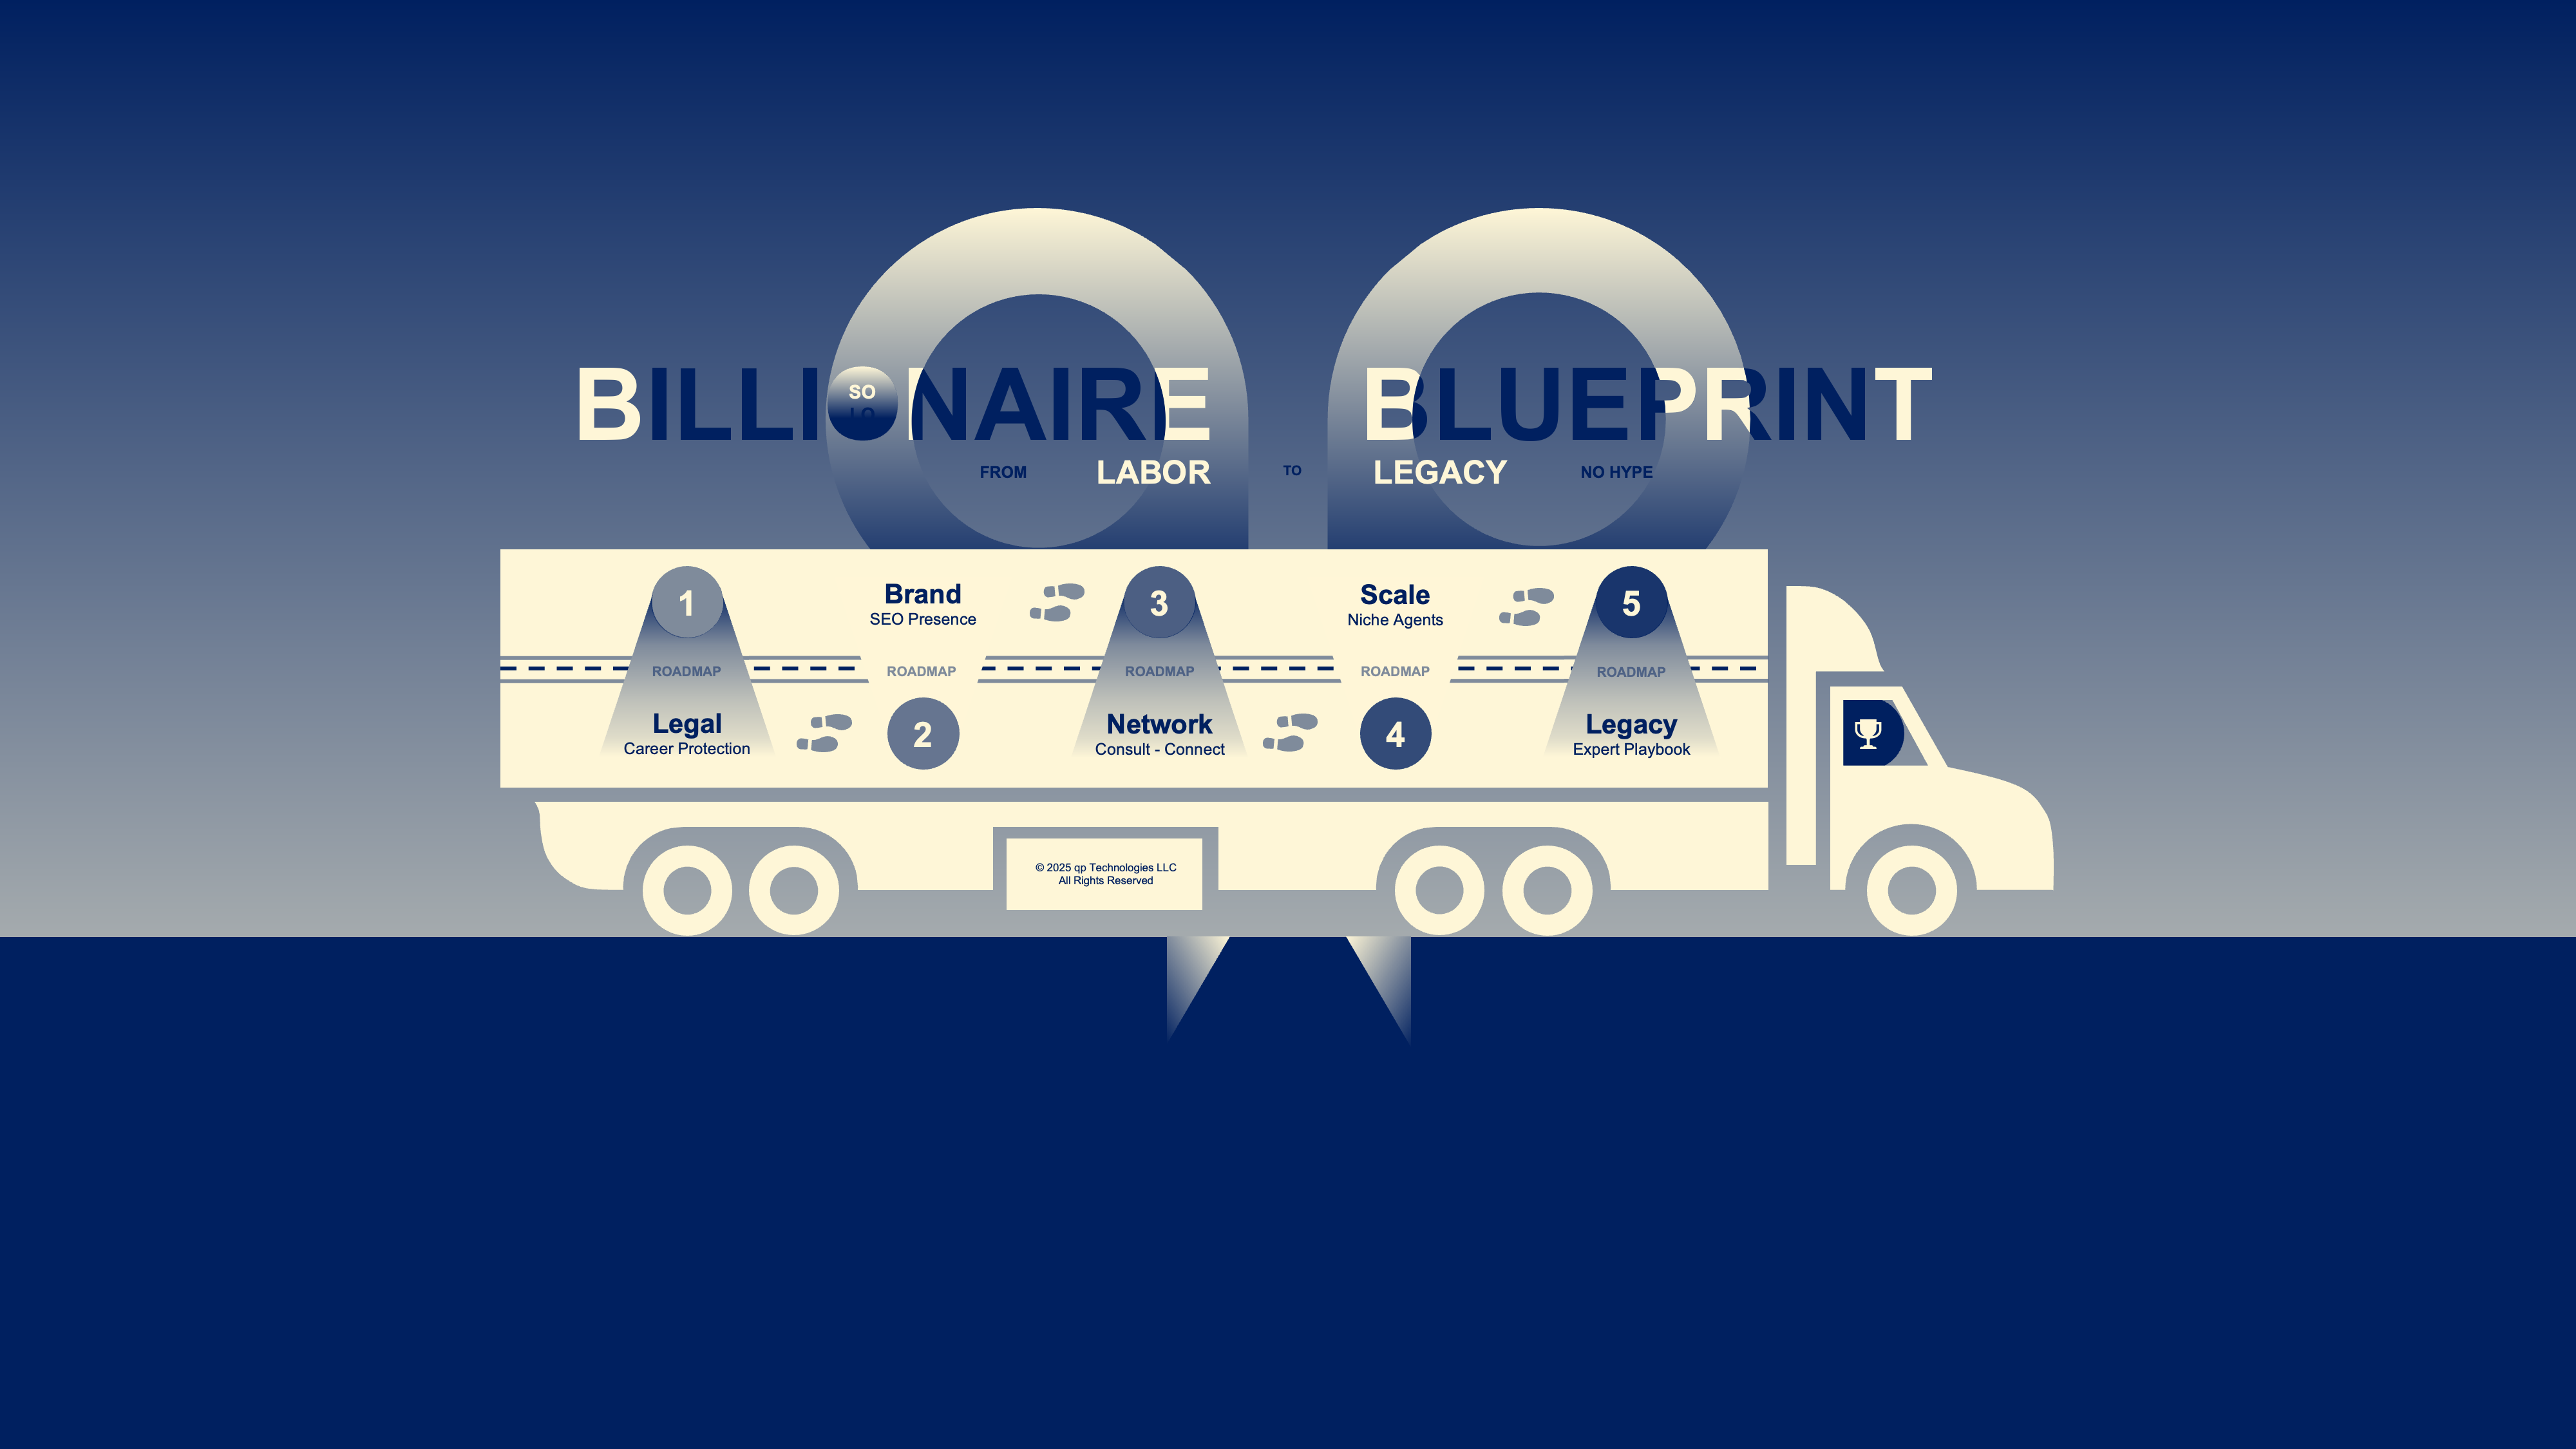 BILLIONAIRE BLUEPRINT
SO
LO
FROM LABOR TO LEGACY NO HYPE
1 Brand 3 Scale 5
SEO Presence Niche Agents
ROADMAP ROADMAP ROADMAP ROADMAP ROADMAP
Legal 2 Network 4 Legacy
Career Protection Consult - Connect Expert Playbook
© 2025 qp Technologies LLC
All Rights Reserved